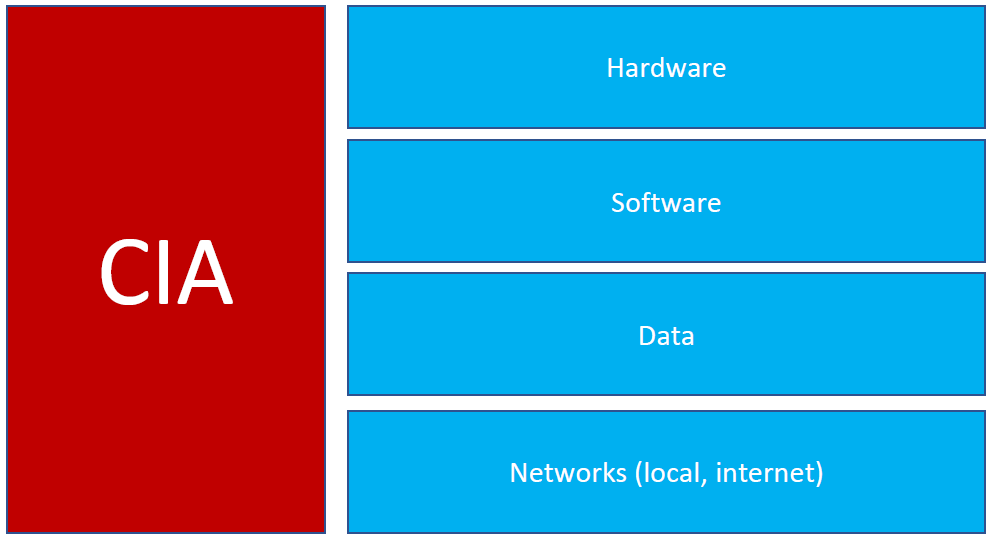 CIA
Hardware
Software
Data
Networks (local, internet)